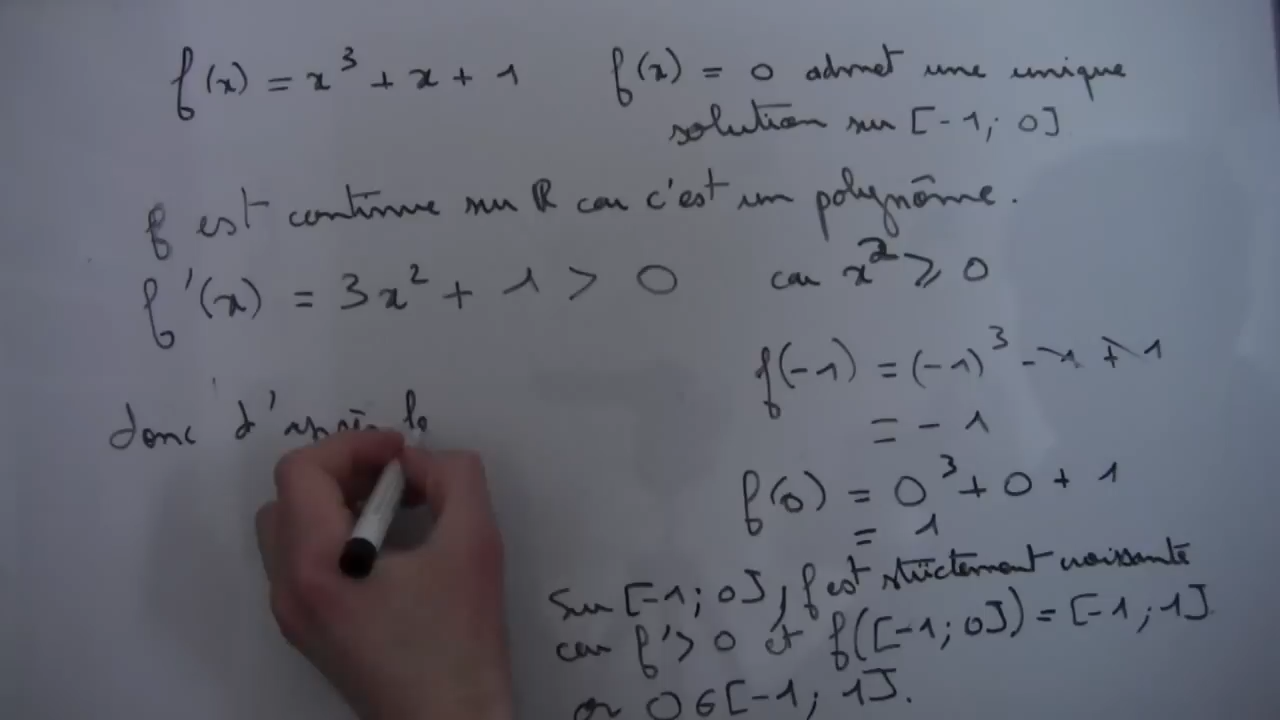 f(x) = x³ + x + 1
f(x) = 0 admet une unique
solution sur [-1; 0]
f est continue sur ℝ car c'est un polynôme.
f'(x) = 3x² + 1 > 0 car x² ⩾ 0
f(-1) = (-1)³ - 1 + 1
= - 1
f(0) = 0³ + 0 + 1
= 1
Sur [-1; 0], f est strictement croissante
car f' > 0 et f([-1; 0]) = [-1; 1]
or 0 ∈ [-1; 1].
donc d'après le